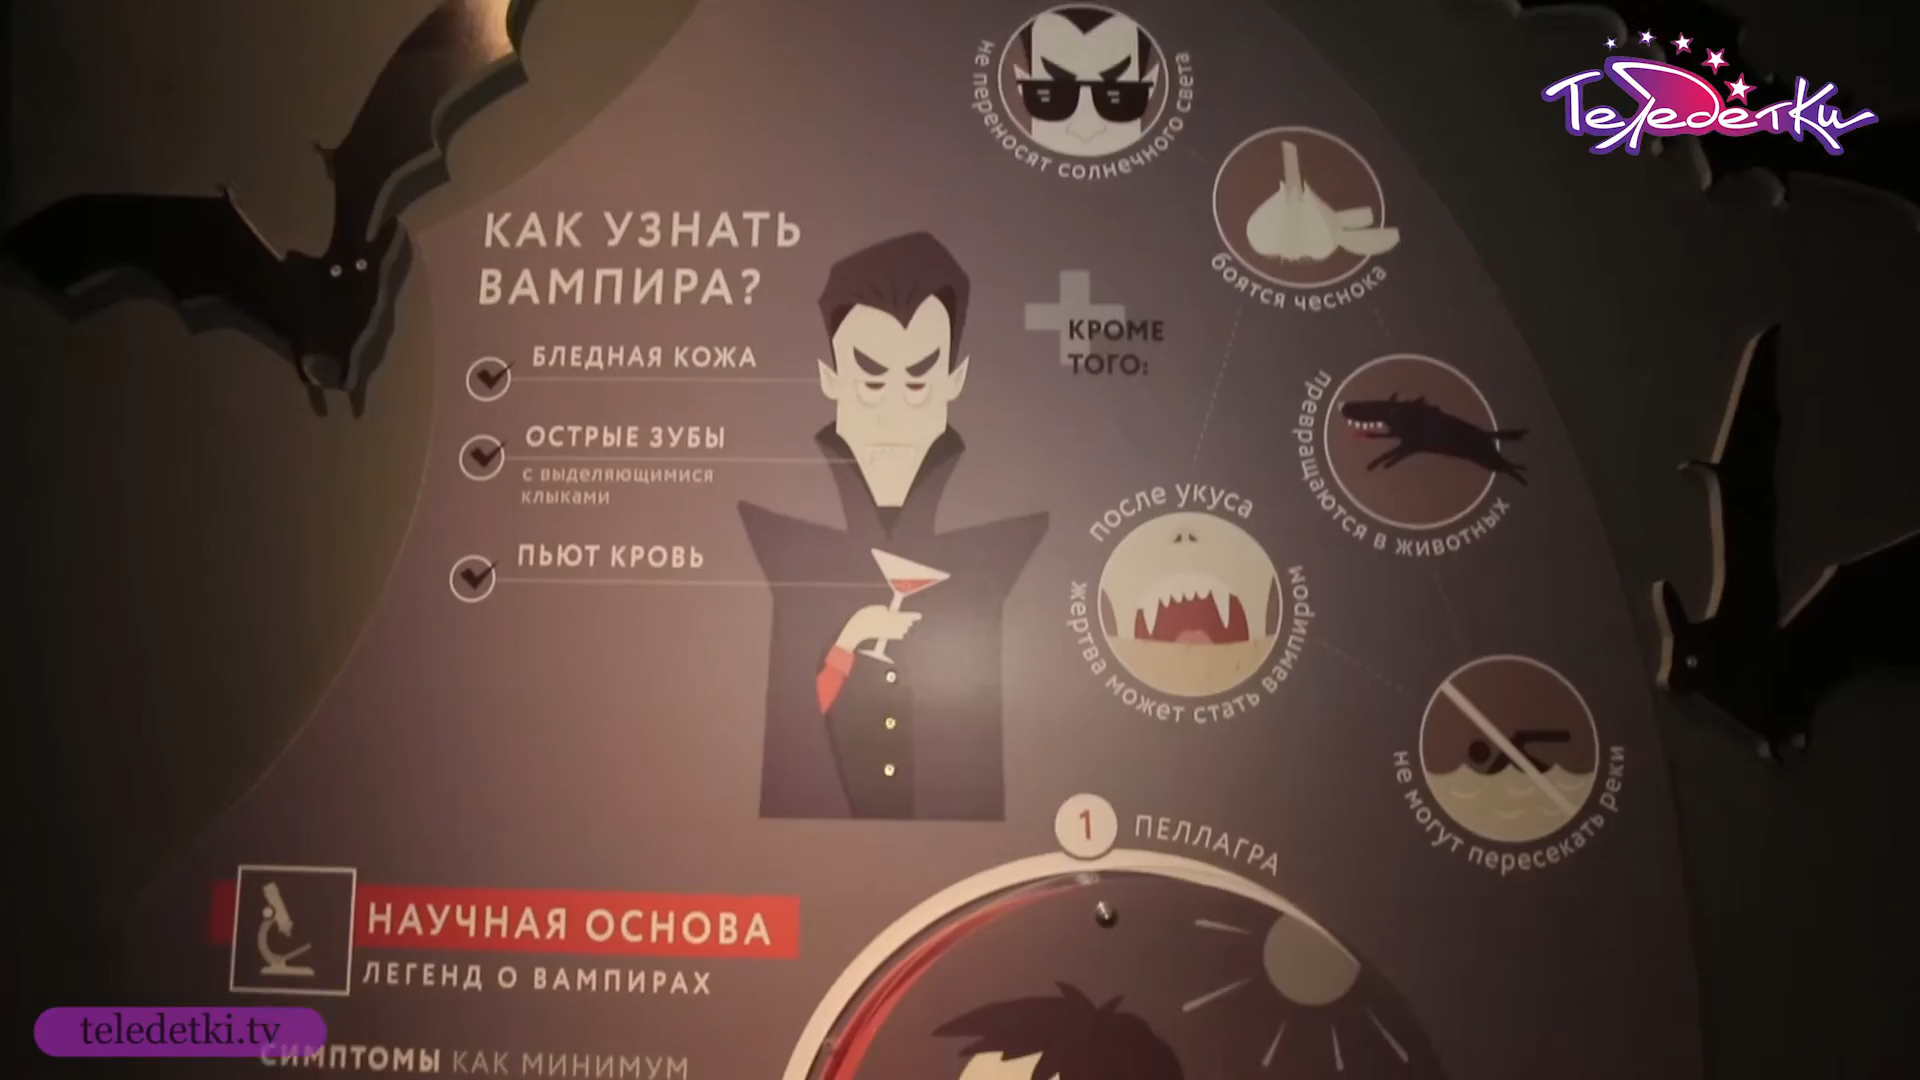 ТелеДетки
не переносят солнечного света
боятся чеснока
КАК УЗНАТЬ
ВАМПИРА?
БЛЕДНАЯ КОЖА
ОСТРЫЕ ЗУБЫ
с выделяющимися
клыками
ПЬЮТ КРОВЬ
КРОМЕ
ТОГО:
превращаются в животных
после укуса
жертва может стать вампиром
не могут пересекать реки
1 ПЕЛЛАГРА
НАУЧНАЯ ОСНОВА
ЛЕГЕНД О ВАМПИРАХ
teledetki.tv
СИМПТОМЫ КАК МИНИМУМ